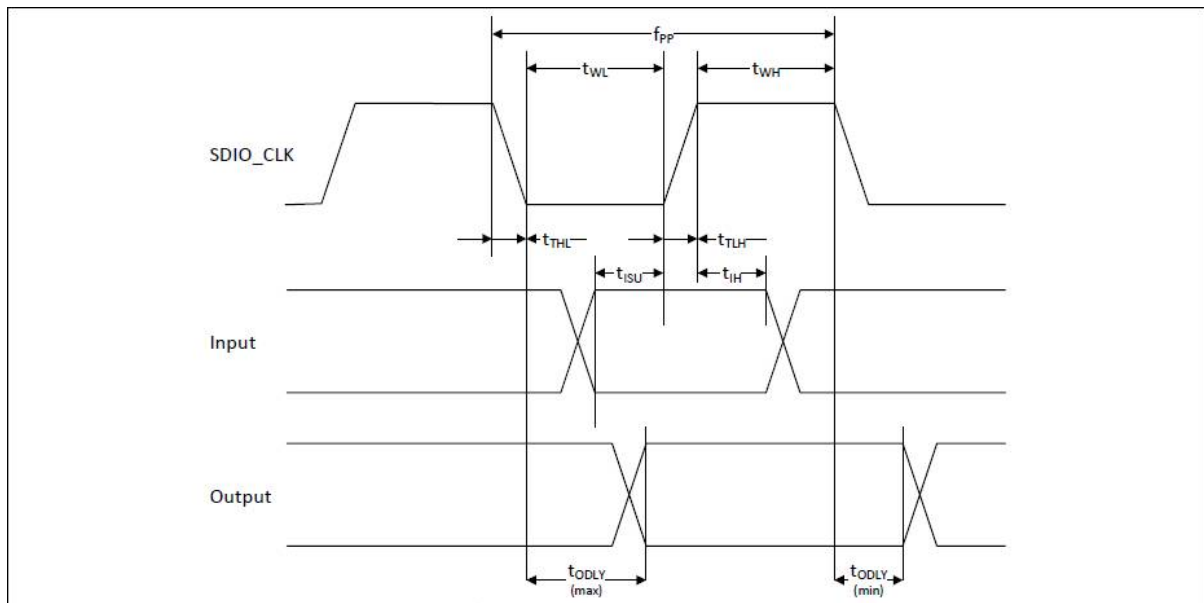 fPP
tWL
tWH
SDIO_CLK
tTHL
tTLH
tISU
tIH
Input
Output
tODLY
(max)
tODLY
(min)